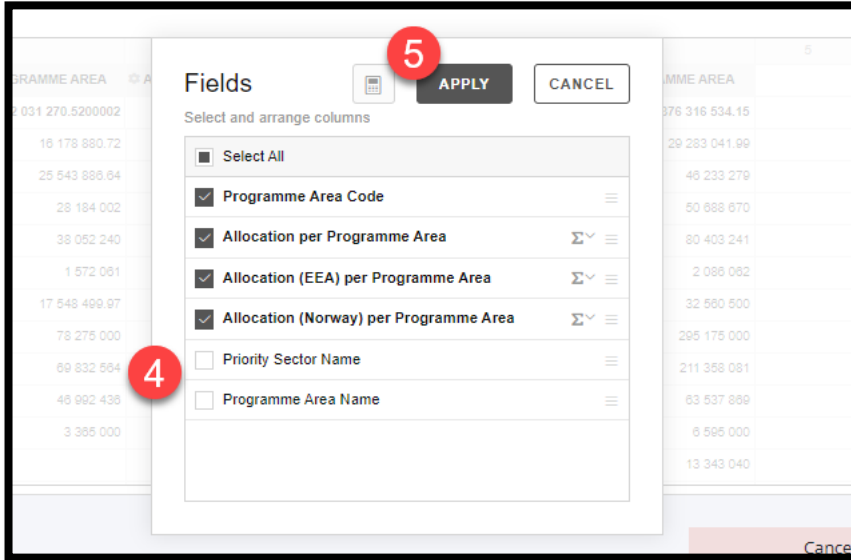 5
GRAMME AREA
A
MME AREA
5
Fields
APPLY
CANCEL
Select and arrange columns
2 031 270.5200002
376 316 534.15
16 178 880.72
Select All
29 283 041.99
25 543 886.64
Programme Area Code
46 233 279
28 184 002
50 688 670
38 052 240
Allocation per Programme Area
Σ
80 403 241
1 572 061
Allocation (EEA) per Programme Area
Σ
2 086 062
17 548 499.97
Allocation (Norway) per Programme Area
Σ
32 560 500
78 275 000
295 175 000
69 832 564
4
Priority Sector Name
211 358 081
46 992 436
Programme Area Name
63 537 869
3 365 000
6 595 000
13 343 040
Cance